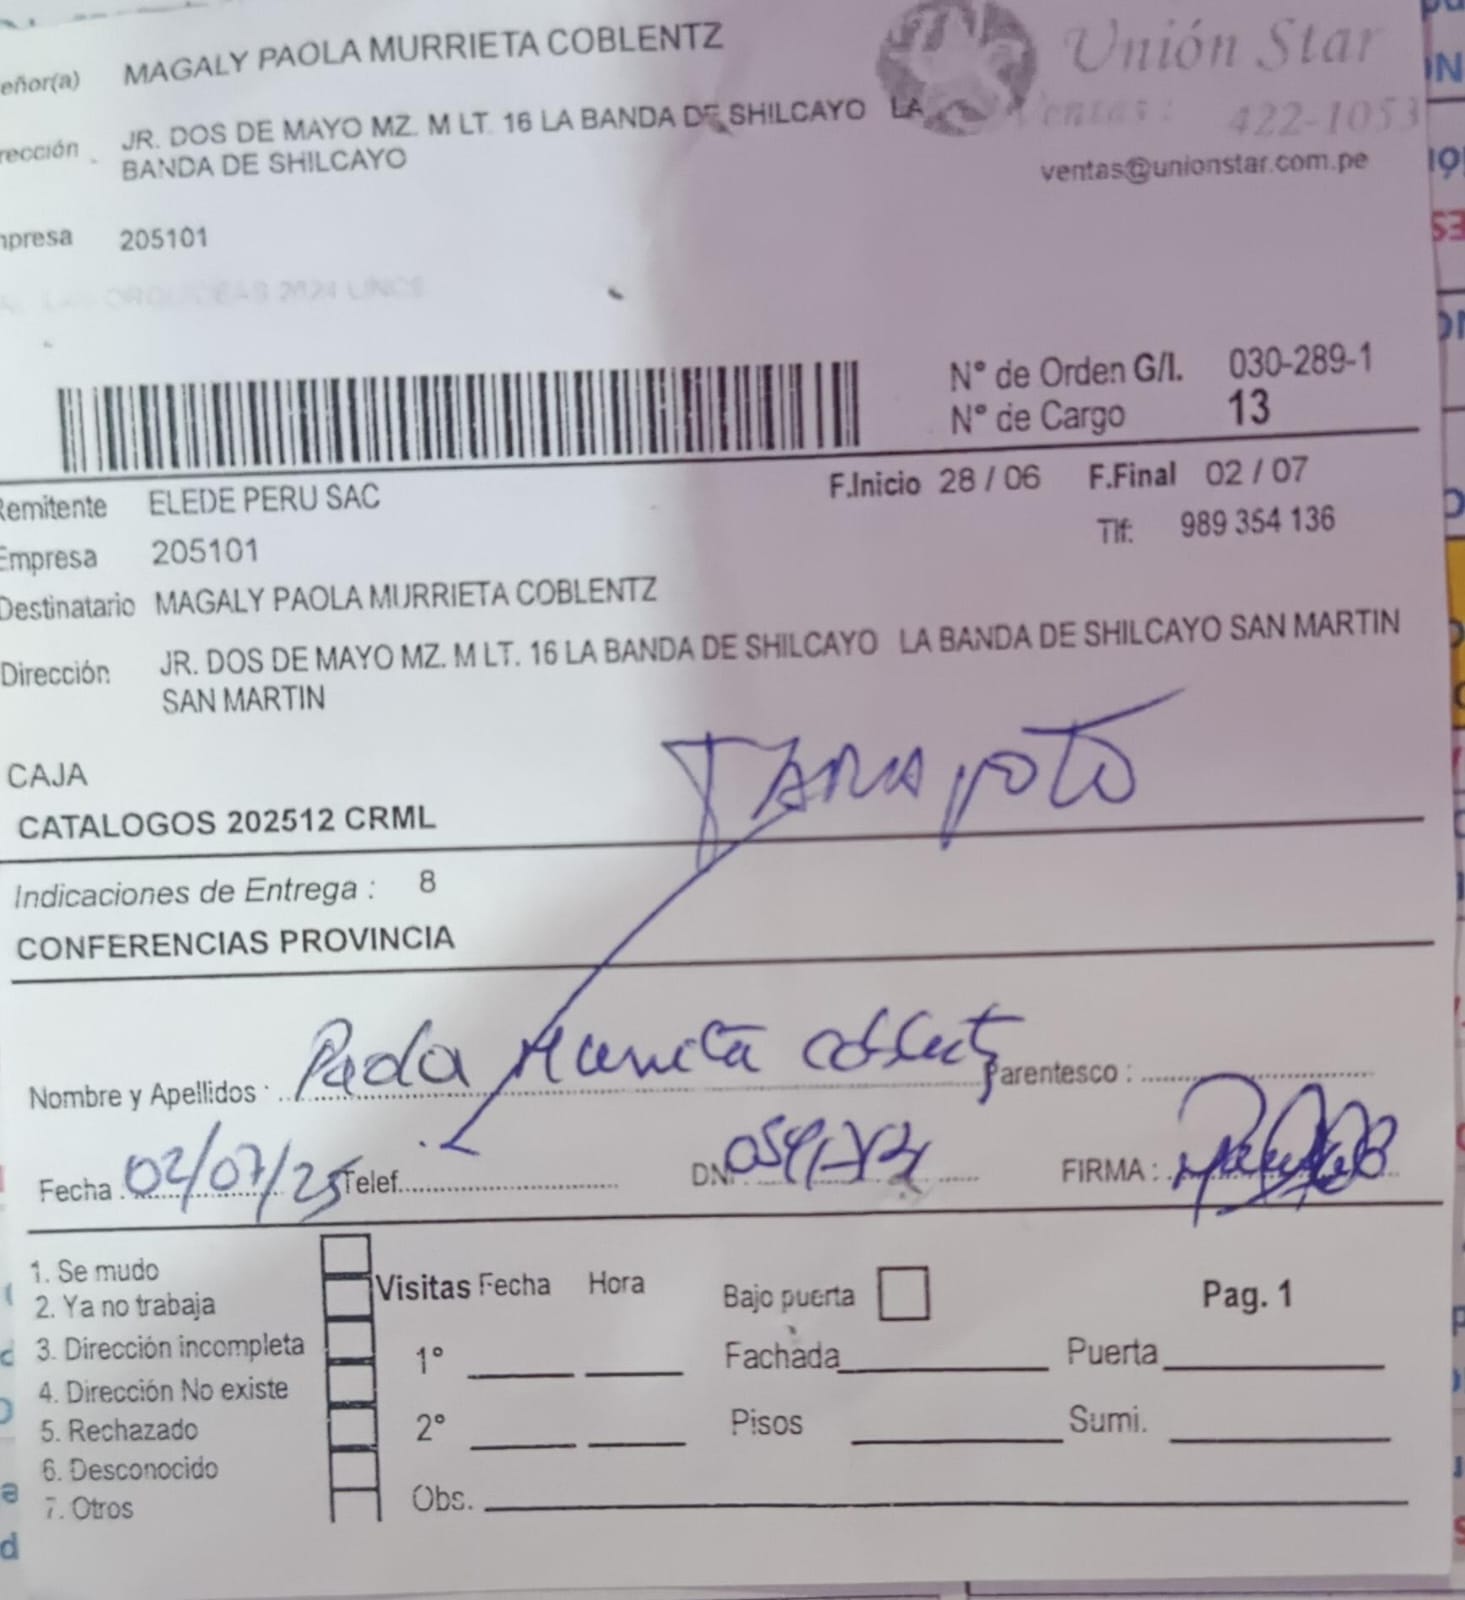 eñor(a) MAGALY PAOLA MURRIETA COBLENTZ
Unión Star
rección JR. DOS DE MAYO MZ. M LT. 16 LA BANDA DE SHILCAYO LA
BANDA DE SHILCAYO
Ventas: 422-1053
ventas@unionstar.com.pe
mpresa 205101
ORQUIDEAS 2024 LINCE
N° de Orden G/I. 030-289-1
N° de Cargo 13
Remitente ELEDE PERU SAC
F.Inicio 28 / 06 F.Final 02 / 07
Empresa 205101
Tlf: 989 354 136
Destinatario MAGALY PAOLA MURRIETA COBLENTZ
Dirección JR. DOS DE MAYO MZ. M LT. 16 LA BANDA DE SHILCAYO LA BANDA DE SHILCAYO SAN MARTIN
SAN MARTIN
TARAPOTO
CAJA
CATALOGOS 202512 CRML
Indicaciones de Entrega : 8
CONFERENCIAS PROVINCIA
Nombre y Apellidos : Paola Murrieta Coblentz Parentesco :
Fecha 02/07/25 Telef. DNI FIRMA :
1. Se mudo
2. Ya no trabaja
3. Dirección incompleta
4. Dirección No existe
5. Rechazado
6. Desconocido
7. Otros
Visitas Fecha Hora
1°
2°
Obs.
Bajo puerta
Fachada Puerta
Pisos Sumi.
Pag. 1